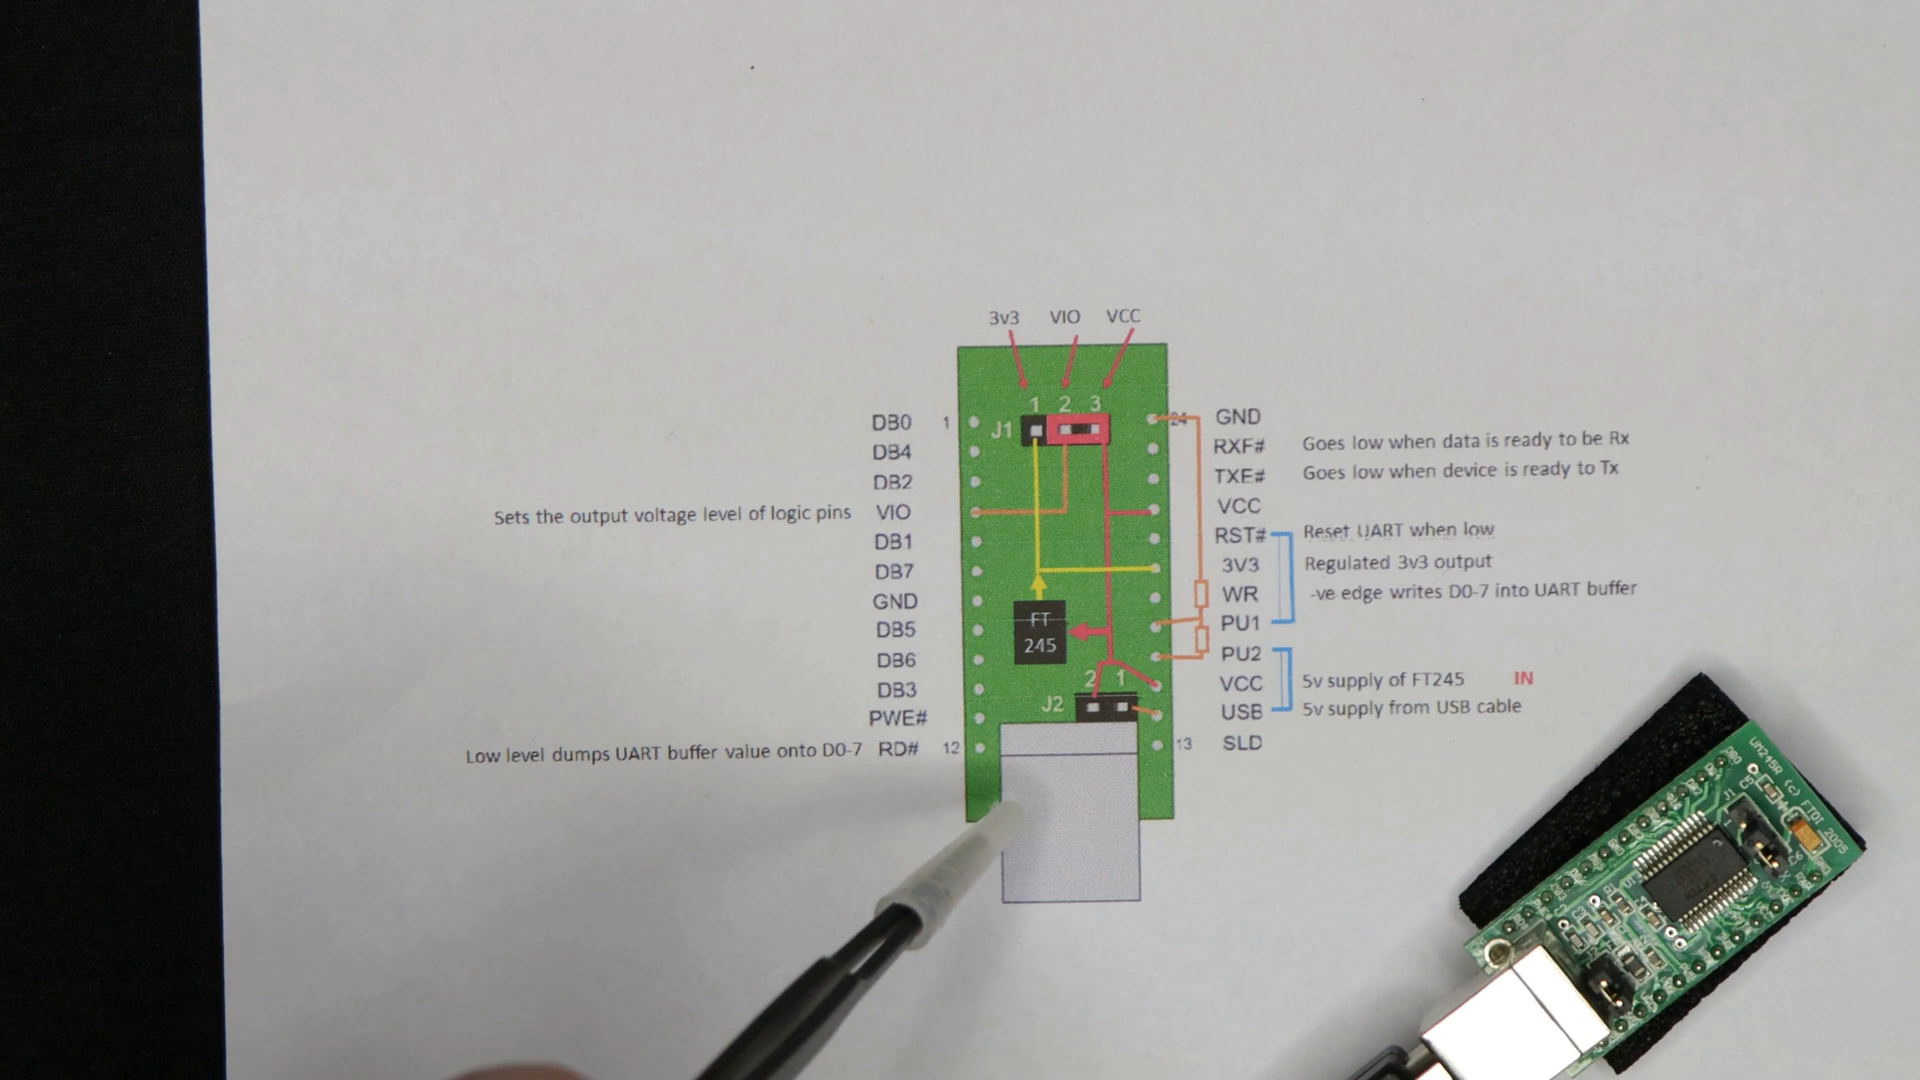 3v3 VIO VCC
1 2 3
J1
DB0 1
DB4
DB2
Sets the output voltage level of logic pins VIO
DB1
DB7
GND
DB5
DB6
DB3
PWE#
Low level dumps UART buffer value onto D0-7 RD# 12
FT
245
2 1
J2
24 GND
RXF# Goes low when data is ready to be Rx
TXE# Goes low when device is ready to Tx
VCC
RST# Reset UART when low
3V3 Regulated 3v3 output
WR -ve edge writes D0-7 into UART buffer
PU1
PU2
VCC 5v supply of FT245 IN
USB 5v supply from USB cable
13 SLD
UM245R (c) FTDI 2005
DB0
J1